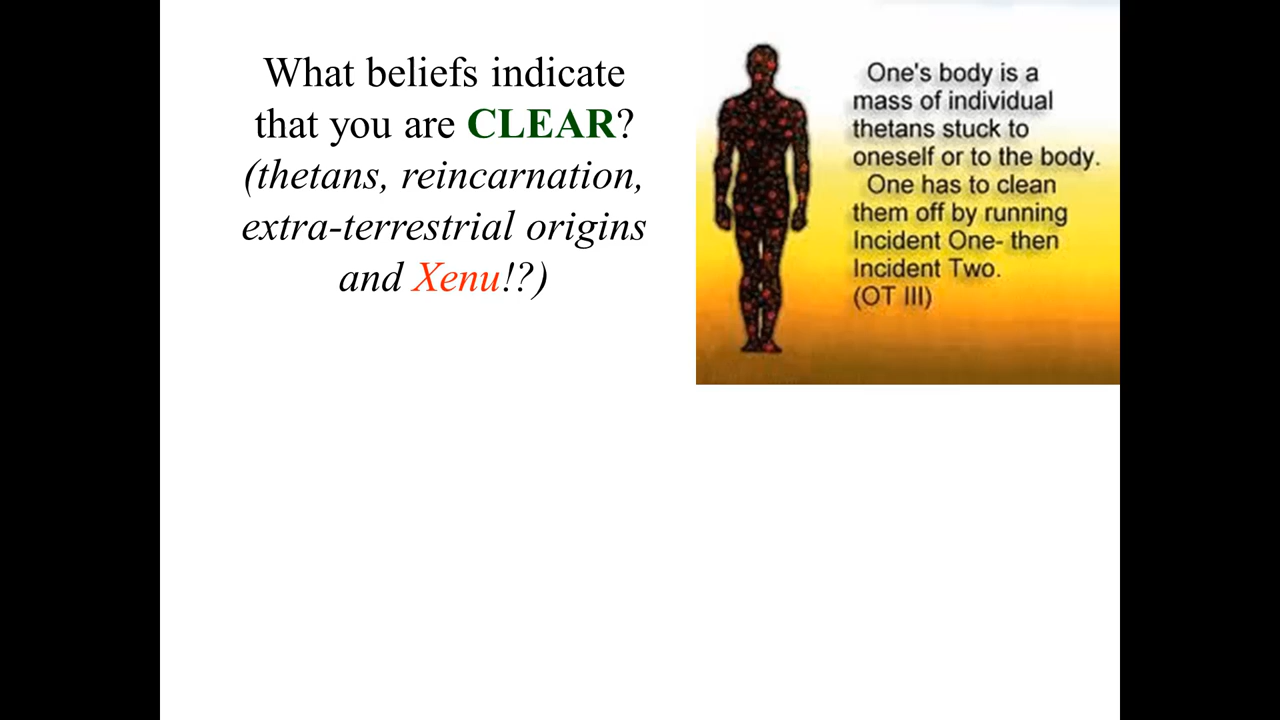 What beliefs indicate
that you are CLEAR?
(thetans, reincarnation,
extra-terrestrial origins
and Xenu!?)
One's body is a
mass of individual
thetans stuck to
oneself or to the body.
One has to clean
them off by running
Incident One- then
Incident Two.
(OT III)